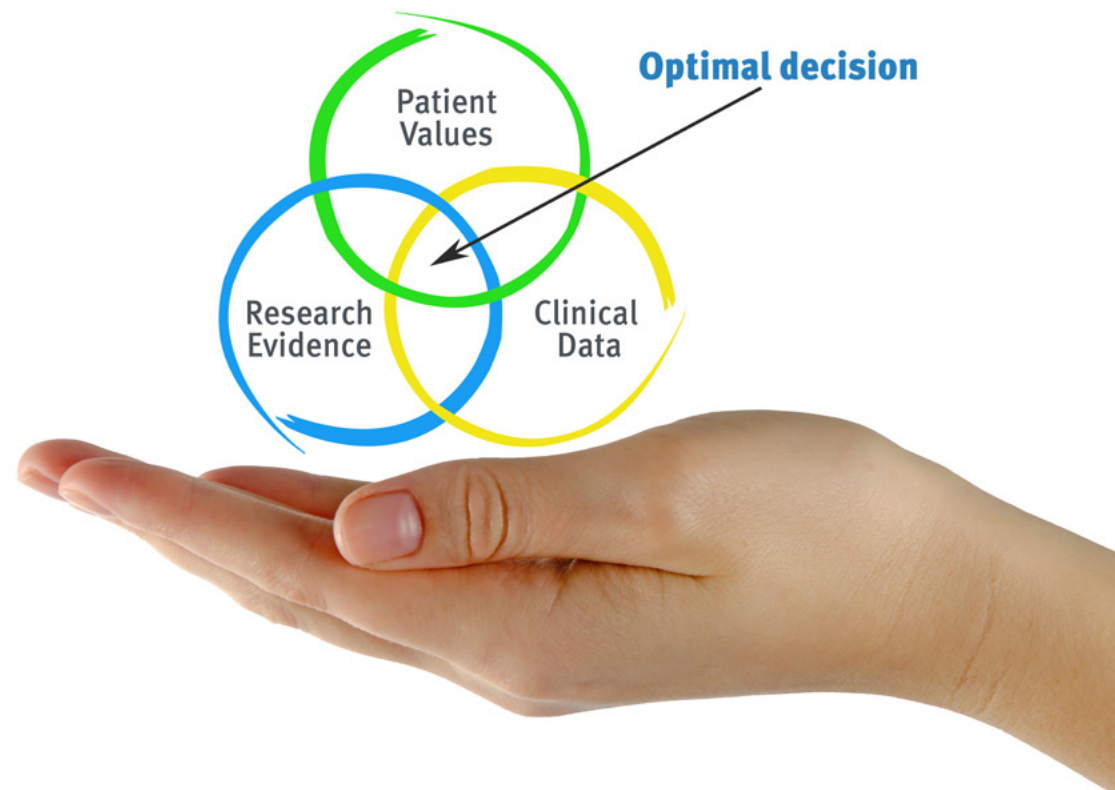 Optimal decision
Patient
Values
Research
Evidence
Clinical
Data